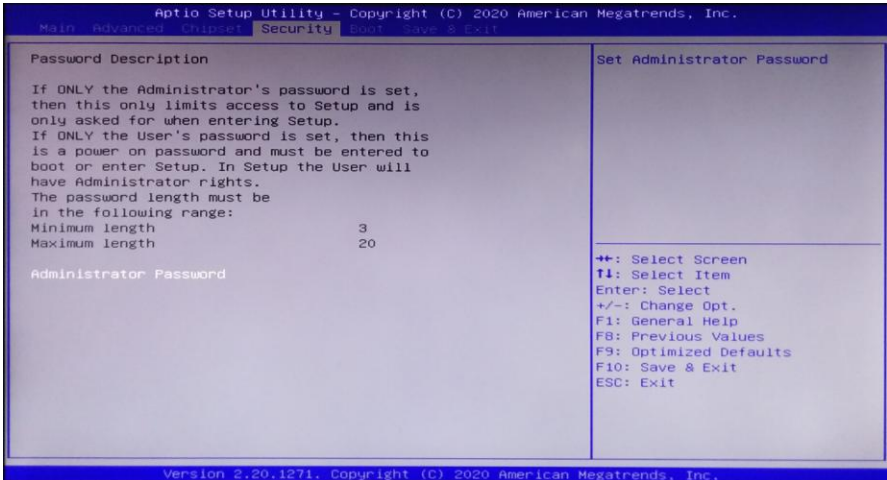 Aptio Setup Utility – Copyright (C) 2020 American Megatrends, Inc.
Main Advanced Chipset Security Boot Save & Exit
Password Description
If ONLY the Administrator's password is set,
then this only limits access to Setup and is
only asked for when entering Setup.
If ONLY the User's password is set, then this
is a power on password and must be entered to
boot or enter Setup. In Setup the User will
have Administrator rights.
The password length must be
in the following range:
Minimum length 3
Maximum length 20
Administrator Password
Set Administrator Password
→←: Select Screen
↑↓: Select Item
Enter: Select
+/-: Change Opt.
F1: General Help
F8: Previous Values
F9: Optimized Defaults
F10: Save & Exit
ESC: Exit
Version 2.20.1271. Copyright (C) 2020 American Megatrends, Inc.